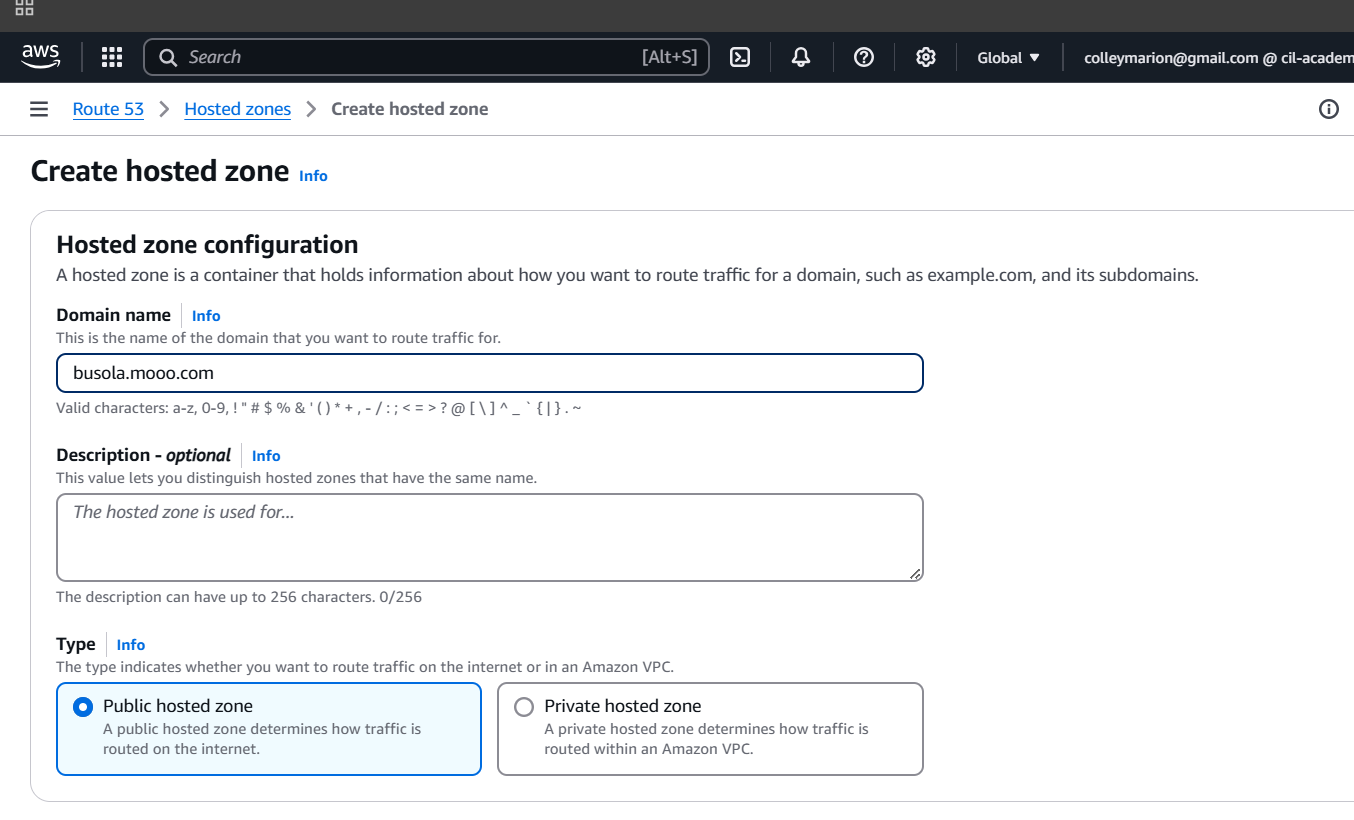 aws Search [Alt+S] Global ▼ colleymarion@gmail.com @ cil-academ
Route 53 > Hosted zones > Create hosted zone
Create hosted zone Info
Hosted zone configuration
A hosted zone is a container that holds information about how you want to route traffic for a domain, such as example.com, and its subdomains.
Domain name Info
This is the name of the domain that you want to route traffic for.
busola.mooo.com
Valid characters: a-z, 0-9, ! " # $ % & ' ( ) * + , - / : ; < = > ? @ [ \ ] ^ _ ` { | } . ~
Description - optional Info
This value lets you distinguish hosted zones that have the same name.
The hosted zone is used for...
The description can have up to 256 characters. 0/256
Type Info
The type indicates whether you want to route traffic on the internet or in an Amazon VPC.
Public hosted zone
A public hosted zone determines how traffic is
routed on the internet.
Private hosted zone
A private hosted zone determines how traffic is
routed within an Amazon VPC.